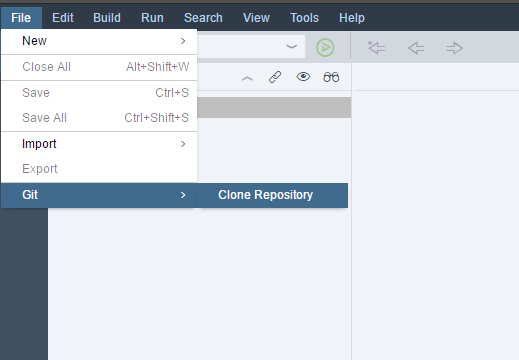 File Edit Build Run Search View Tools Help
New
Close All Alt+Shift+W
Save Ctrl+S
Save All Ctrl+Shift+S
Import
Export
Git Clone Repository